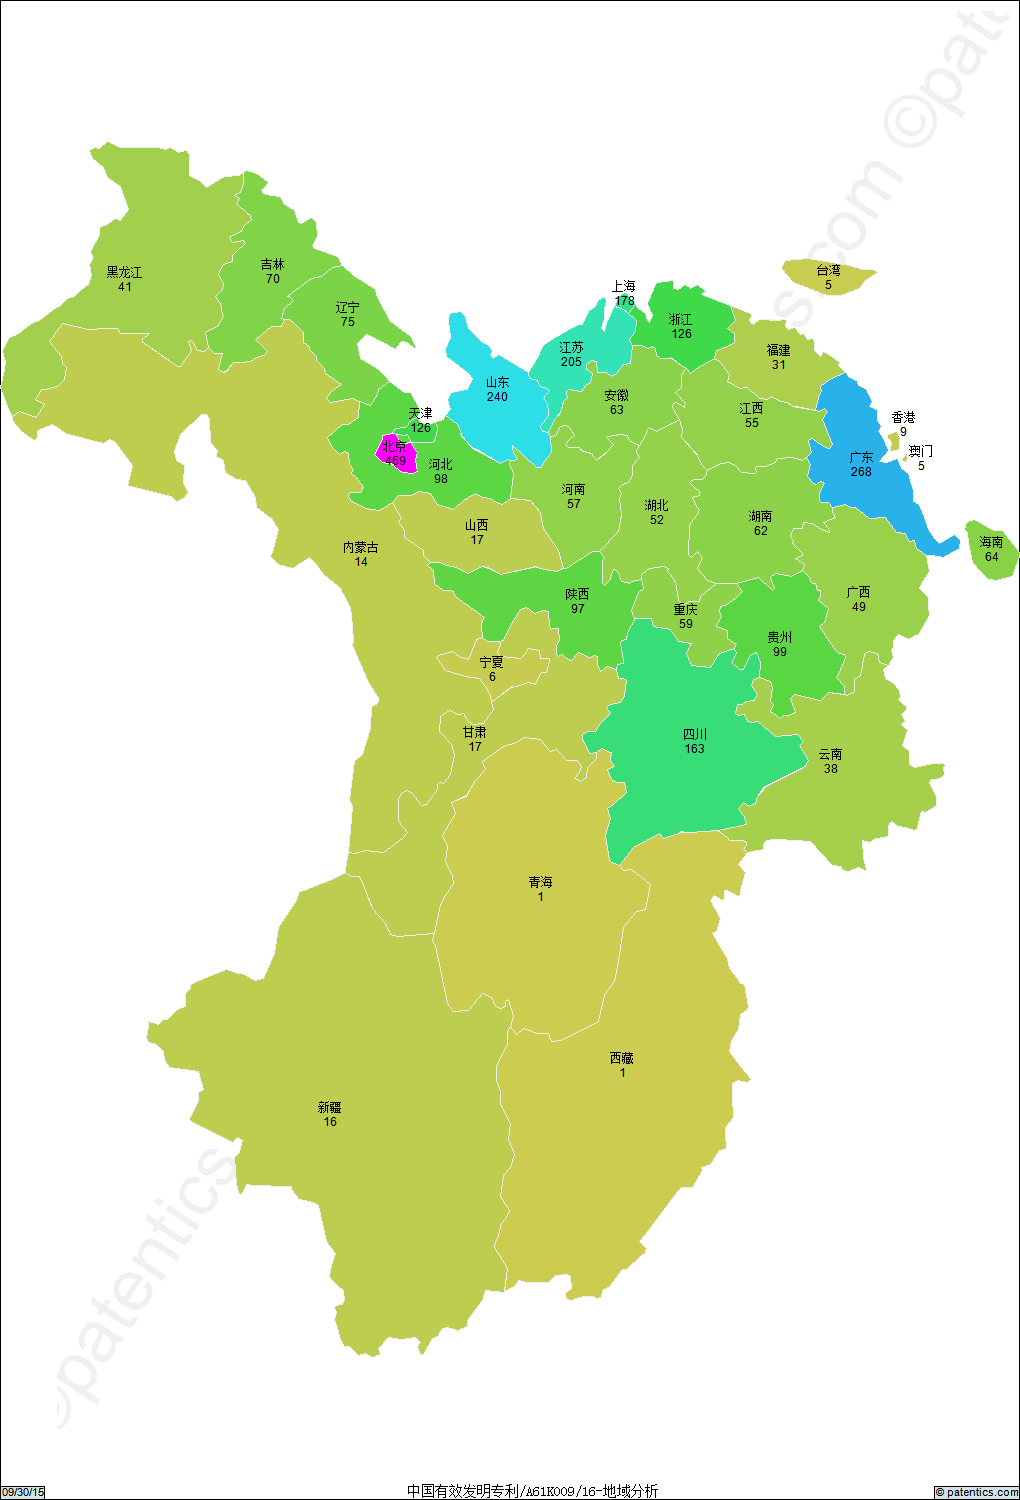 ©patentics.com ©patentics.com
黑龙江
41
吉林
70
辽宁
75
台湾
5
上海
178
浙江
126
江苏
205
福建
31
山东
240
安徽
63
江西
55
天津
126
香港
9
北京
469
河北
98
广东
268
澳门
5
河南
57
湖北
52
湖南
62
山西
17
内蒙古
14
海南
64
陕西
97
重庆
59
广西
49
贵州
99
宁夏
6
甘肃
17
四川
163
云南
38
青海
1
西藏
1
新疆
16
09/30/15
中国有效发明专利/A61K009/16-地域分析
© patentics.com